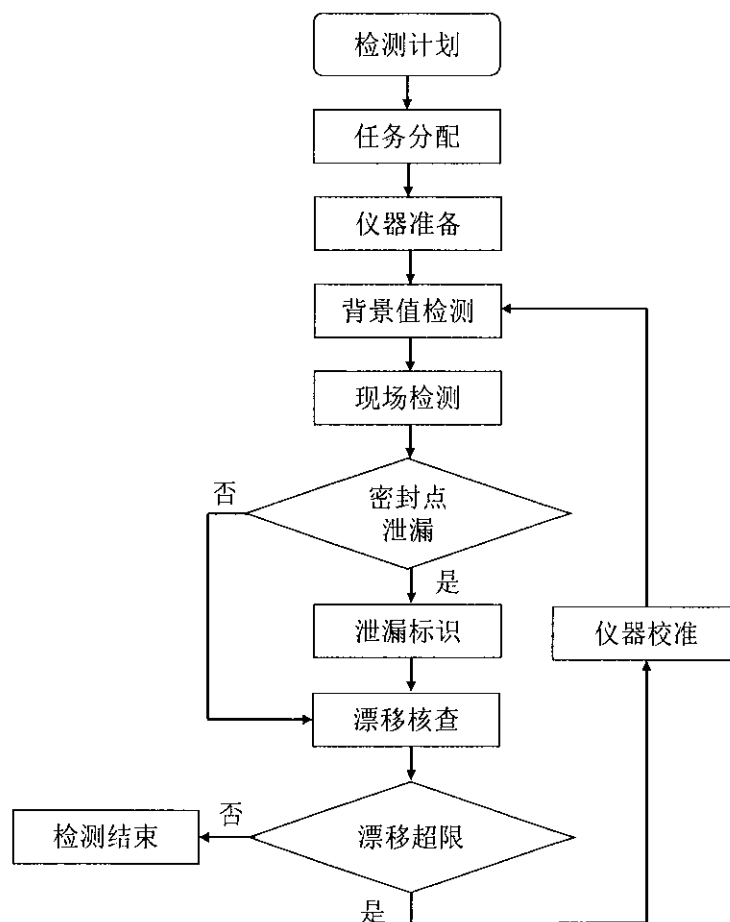 检测计划
任务分配
仪器准备
背景值检测
现场检测
否
密封点
泄漏
是
泄漏标识
仪器校准
漂移核查
否
检测结束
漂移超限
是